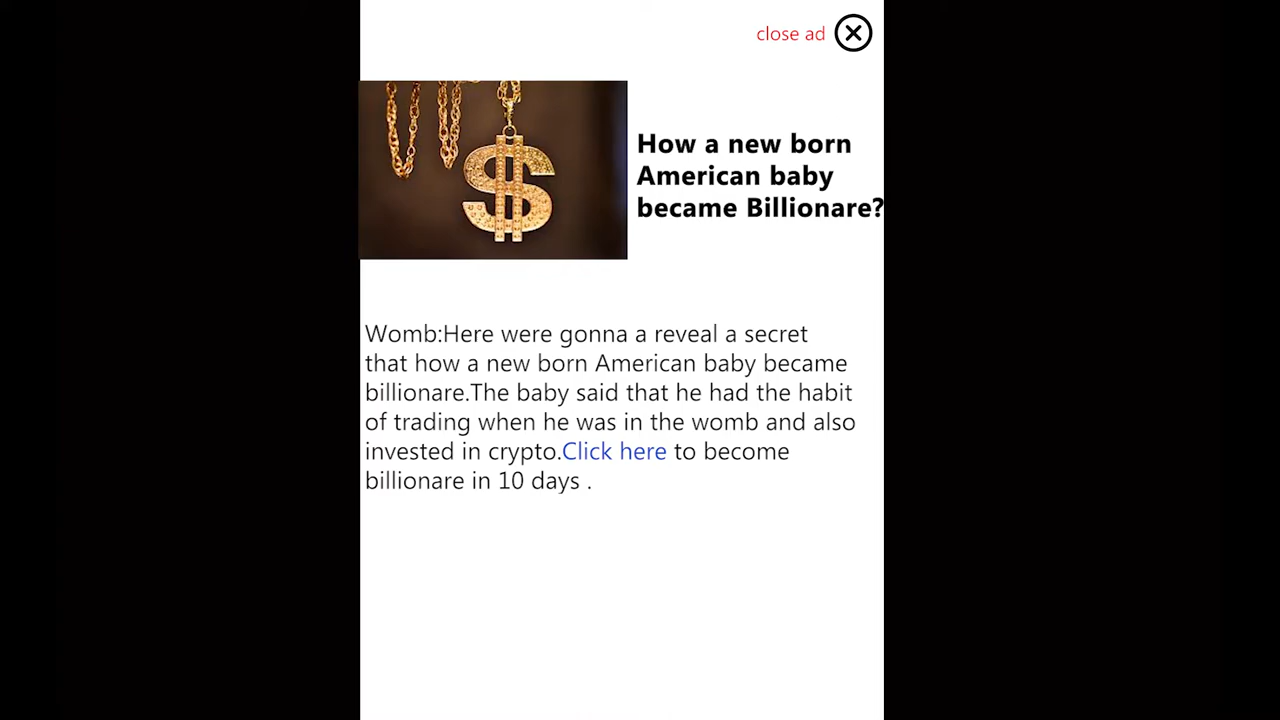 close ad
How a new born
American baby
became Billionare?
Womb:Here were gonna a reveal a secret
that how a new born American baby became
billionare.The baby said that he had the habit
of trading when he was in the womb and also
invested in crypto.Click here to become
billionare in 10 days .